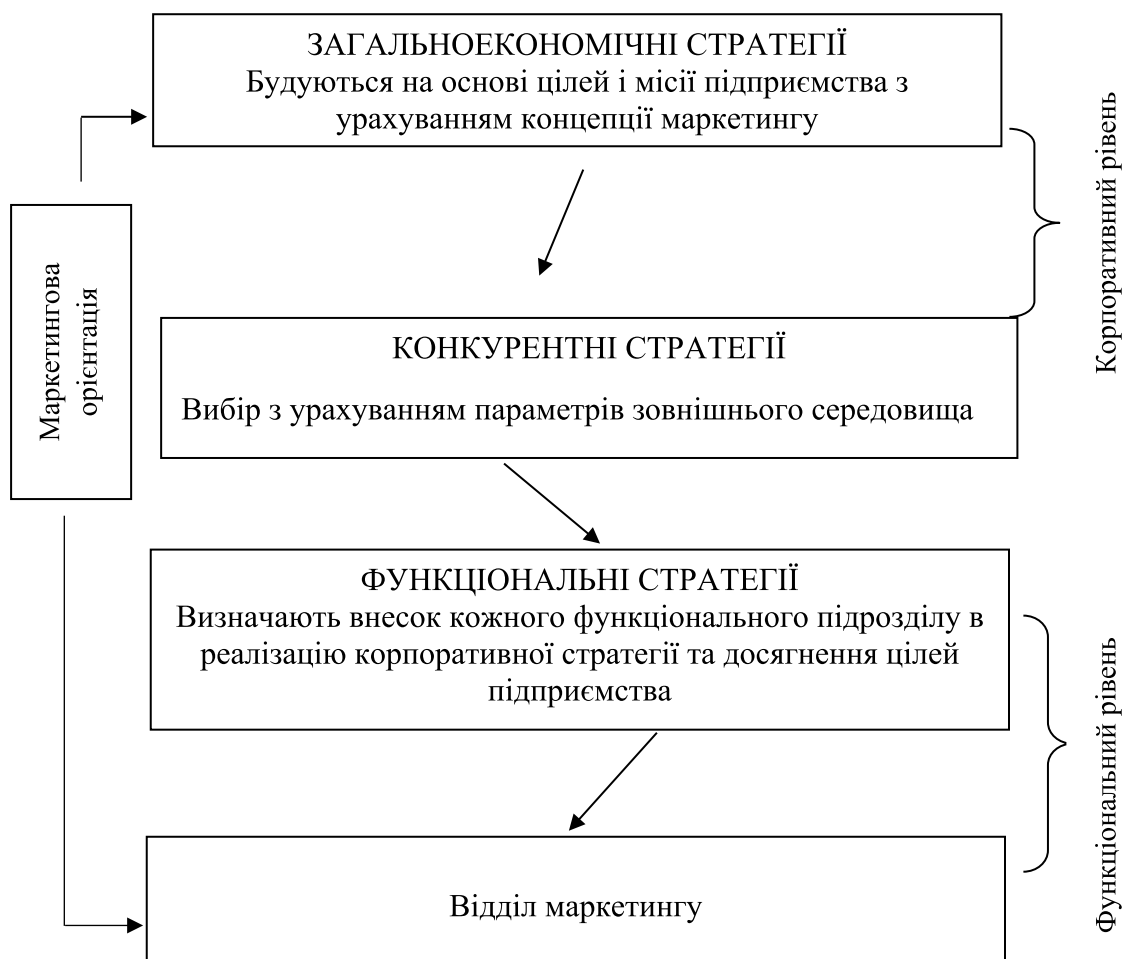 ЗАГАЛЬНОЕКОНОМІЧНІ СТРАТЕГІЇ
Будуються на основі цілей і місії підприємства з
урахуванням концепції маркетингу
Корпоративний рівень
Маркетингова
орієнтація
КОНКУРЕНТНІ СТРАТЕГІЇ
Вибір з урахуванням параметрів зовнішнього середовища
ФУНКЦІОНАЛЬНІ СТРАТЕГІЇ
Визначають внесок кожного функціонального підрозділу в
реалізацію корпоративної стратегії та досягнення цілей
підприємства
Функціональний рівень
Відділ маркетингу